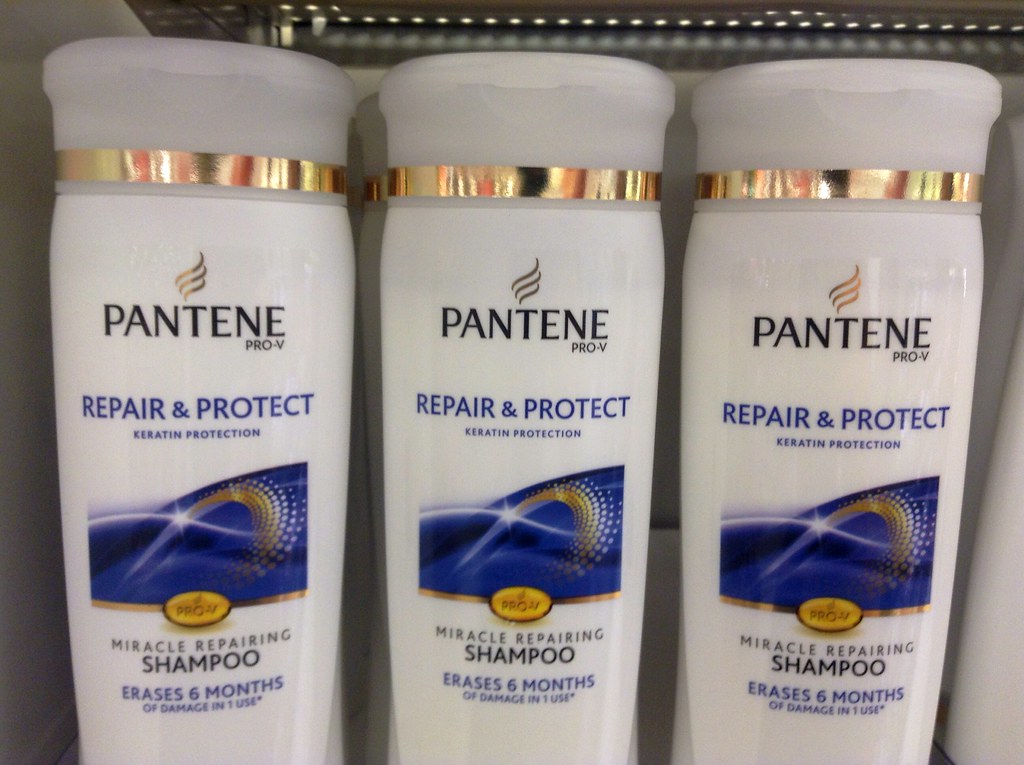 PANTENE
PRO-V
REPAIR & PROTECT
KERATIN PROTECTION
PRO-V
MIRACLE REPAIRING
SHAMPOO
ERASES 6 MONTHS
OF DAMAGE IN 1 USE*
PANTENE
PRO-V
REPAIR & PROTECT
KERATIN PROTECTION
PRO-V
MIRACLE REPAIRING
SHAMPOO
ERASES 6 MONTHS
OF DAMAGE IN 1 USE*
PANTENE
PRO-V
REPAIR & PROTECT
KERATIN PROTECTION
PRO-V
MIRACLE REPAIRING
SHAMPOO
ERASES 6 MONTHS
OF DAMAGE IN 1 USE*